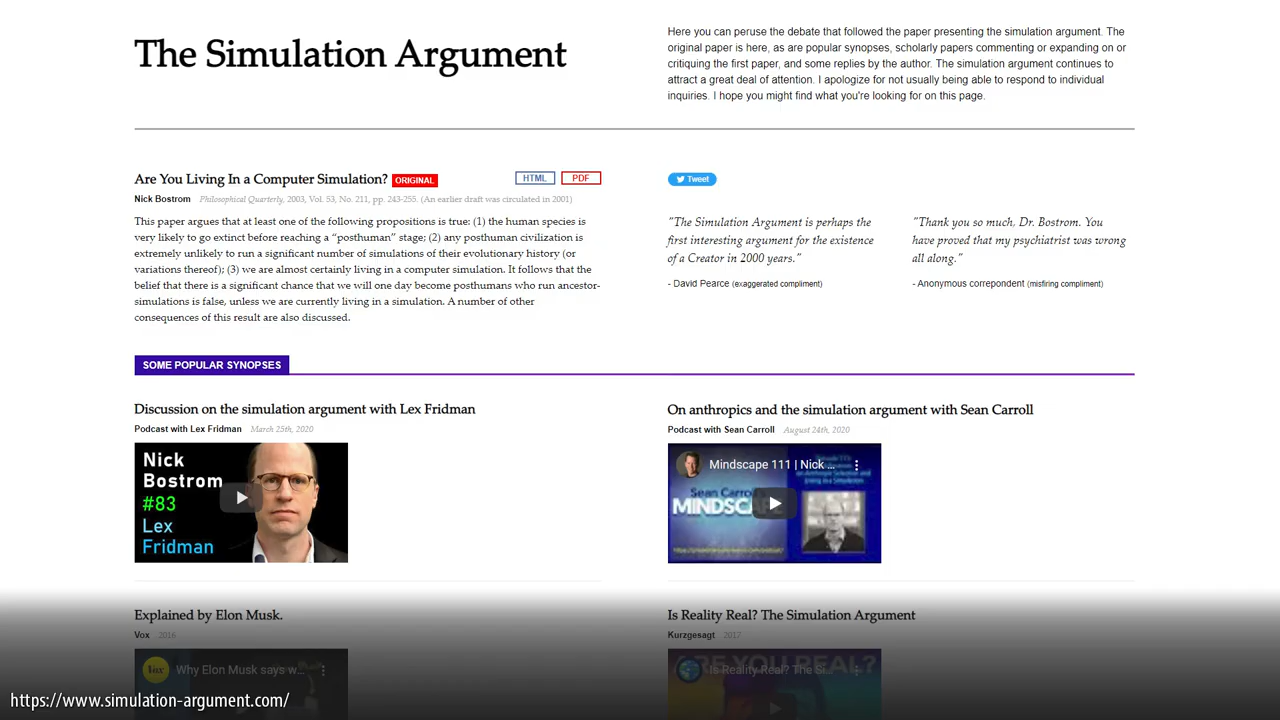 The Simulation Argument
Here you can peruse the debate that followed the paper presenting the simulation argument. The
original paper is here, as are popular synopses, scholarly papers commenting or expanding on or
critiquing the first paper, and some replies by the author. The simulation argument continues to
attract a great deal of attention. I apologize for not usually being able to respond to individual
inquiries. I hope you might find what you're looking for on this page.
Are You Living In a Computer Simulation? ORIGINAL HTML PDF
Nick Bostrom Philosophical Quarterly, 2003, Vol. 53, No. 211, pp. 243-255. (An earlier draft was circulated in 2001)
This paper argues that at least one of the following propositions is true: (1) the human species is
very likely to go extinct before reaching a “posthuman” stage; (2) any posthuman civilization is
extremely unlikely to run a significant number of simulations of their evolutionary history (or
variations thereof); (3) we are almost certainly living in a computer simulation. It follows that the
belief that there is a significant chance that we will one day become posthumans who run ancestor-
simulations is false, unless we are currently living in a simulation. A number of other
consequences of this result are also discussed.
Tweet
"The Simulation Argument is perhaps the
first interesting argument for the existence
of a Creator in 2000 years."
- David Pearce (exaggerated compliment)
"Thank you so much, Dr. Bostrom. You
have proved that my psychiatrist was wrong
all along."
- Anonymous correpondent (misfiring compliment)
SOME POPULAR SYNOPSES
Discussion on the simulation argument with Lex Fridman
Podcast with Lex Fridman March 25th, 2020
Nick
Bostrom
#83
Lex
Fridman
On anthropics and the simulation argument with Sean Carroll
Podcast with Sean Carroll August 24th, 2020
Mindscape 111 | Nick ...
Sean Carroll's
MINDSCAPE
Explained by Elon Musk.
Vox 2016
Vox
Why Elon Musk says w...
Is Reality Real? The Simulation Argument
Kurzgesagt 2017
Is Reality Real? The Si...
ARE YOU REAL?
https://www.simulation-argument.com/